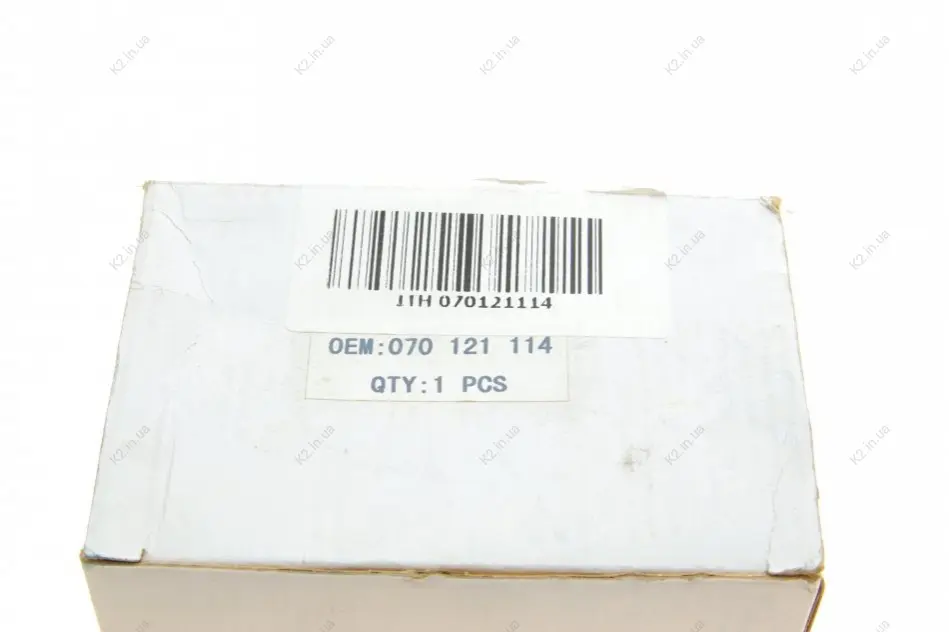 JTH 070121114
OEM:070 121 114
QTY:1 PCS
K2.in.ua